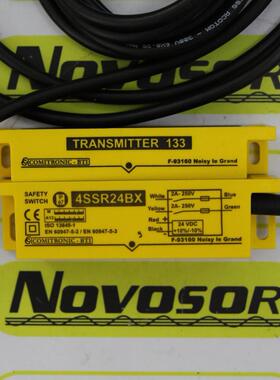 Novosor
TRANSMITTER 133
COMITRONIC-BTI
F-93160 Noisy le Grand
SAFETY
SWITCH
4SSR24BX
COMITRONIC-BTI
ISO 13849-1
EN 60947-5-2 / EN 60947-5-3
White
2A- 250V
Blue
Yellow
2A- 250V
Green
Red +
Black -
24 VDC
+10%/-10%
F-93160 Noisy le Grand
Novosor